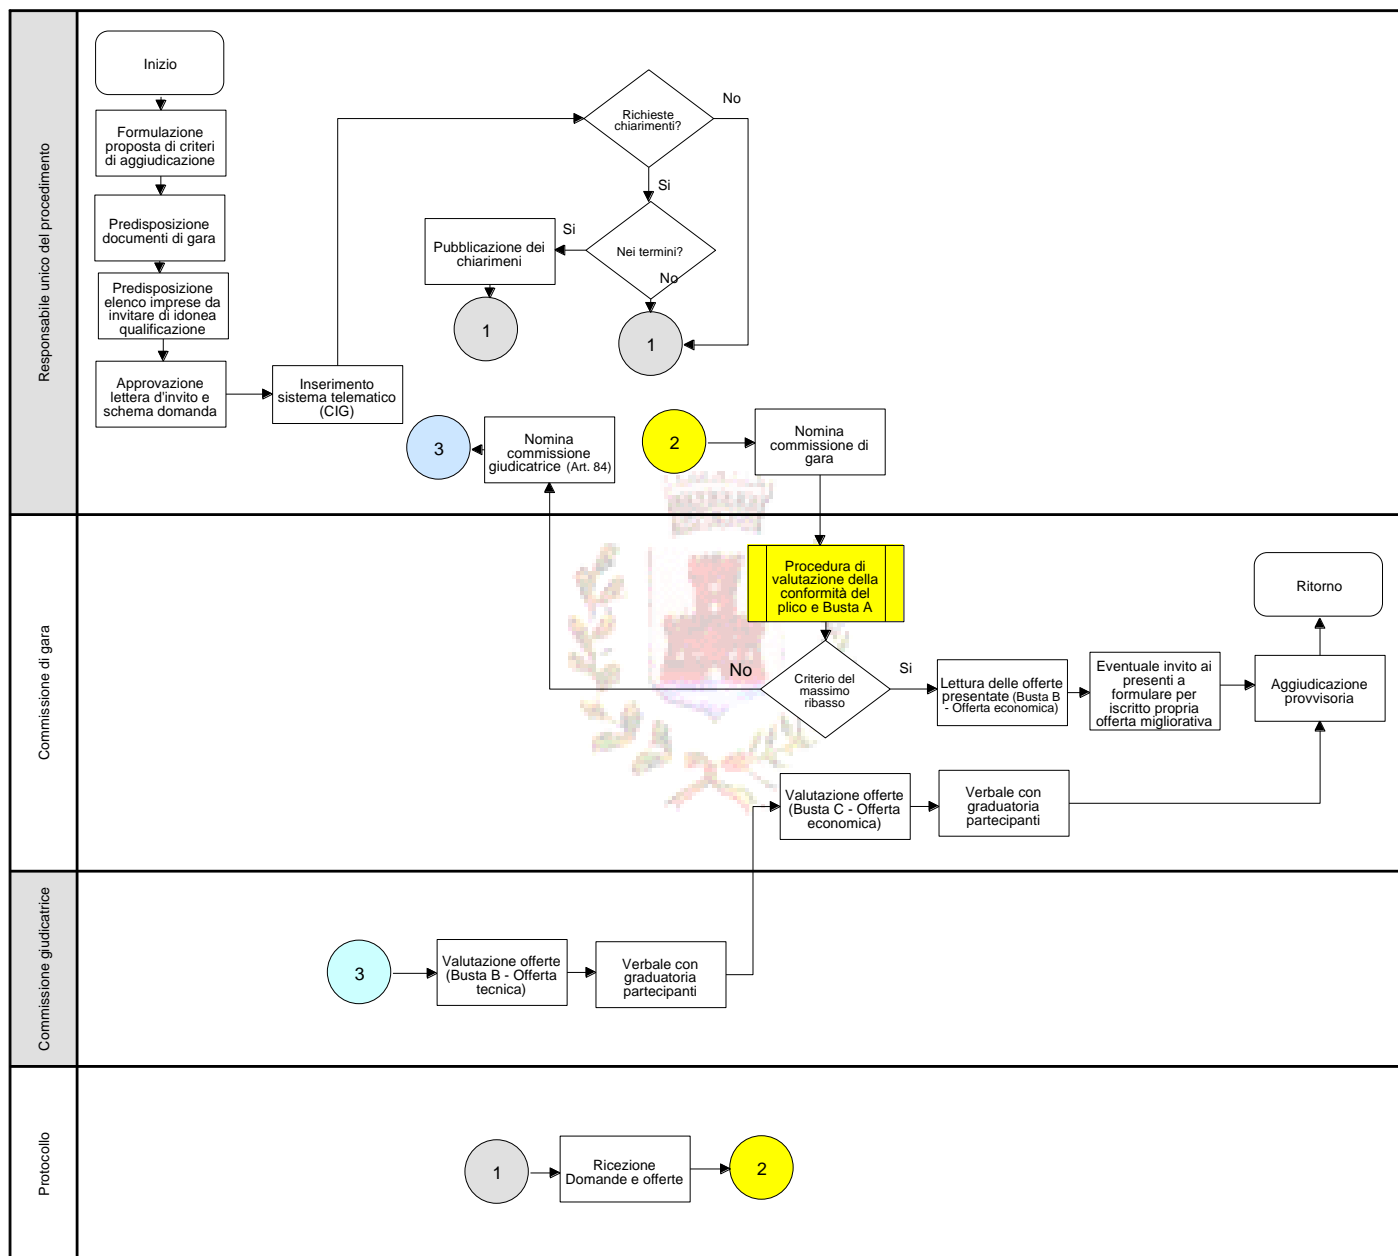 Responsabile unico del procedimento
Inizio
Formulazione
proposta di criteri
di aggiudicazione
Predisposizione
documenti di gara
Predisposizione
elenco imprese da
invitare di idonea
qualificazione
Approvazione
lettera d'invito e
schema domanda
Inserimento
sistema telematico
(CIG)
Richieste
chiarimenti?
No
Si
Nei termini?
Si
No
Pubblicazione dei
chiarimeni
1
1
3
Nomina
commissione
giudicatrice (Art. 84)
2
Nomina
commissione di
gara
Commissione di gara
Procedura di
valutazione della
conformità del
plico e Busta A
Criterio del
massimo
ribasso
No
Si
Lettura delle offerte
presentate (Busta B
- Offerta economica)
Eventuale invito ai
presenti a
formulare per
iscritto propria
offerta migliorativa
Aggiudicazione
provvisoria
Ritorno
Valutazione offerte
(Busta C - Offerta
economica)
Verbale con
graduatoria
partecipanti
Commissione giudicatrice
3
Valutazione offerte
(Busta B - Offerta
tecnica)
Verbale con
graduatoria
partecipanti
Protocollo
1
Ricezione
Domande e offerte
2